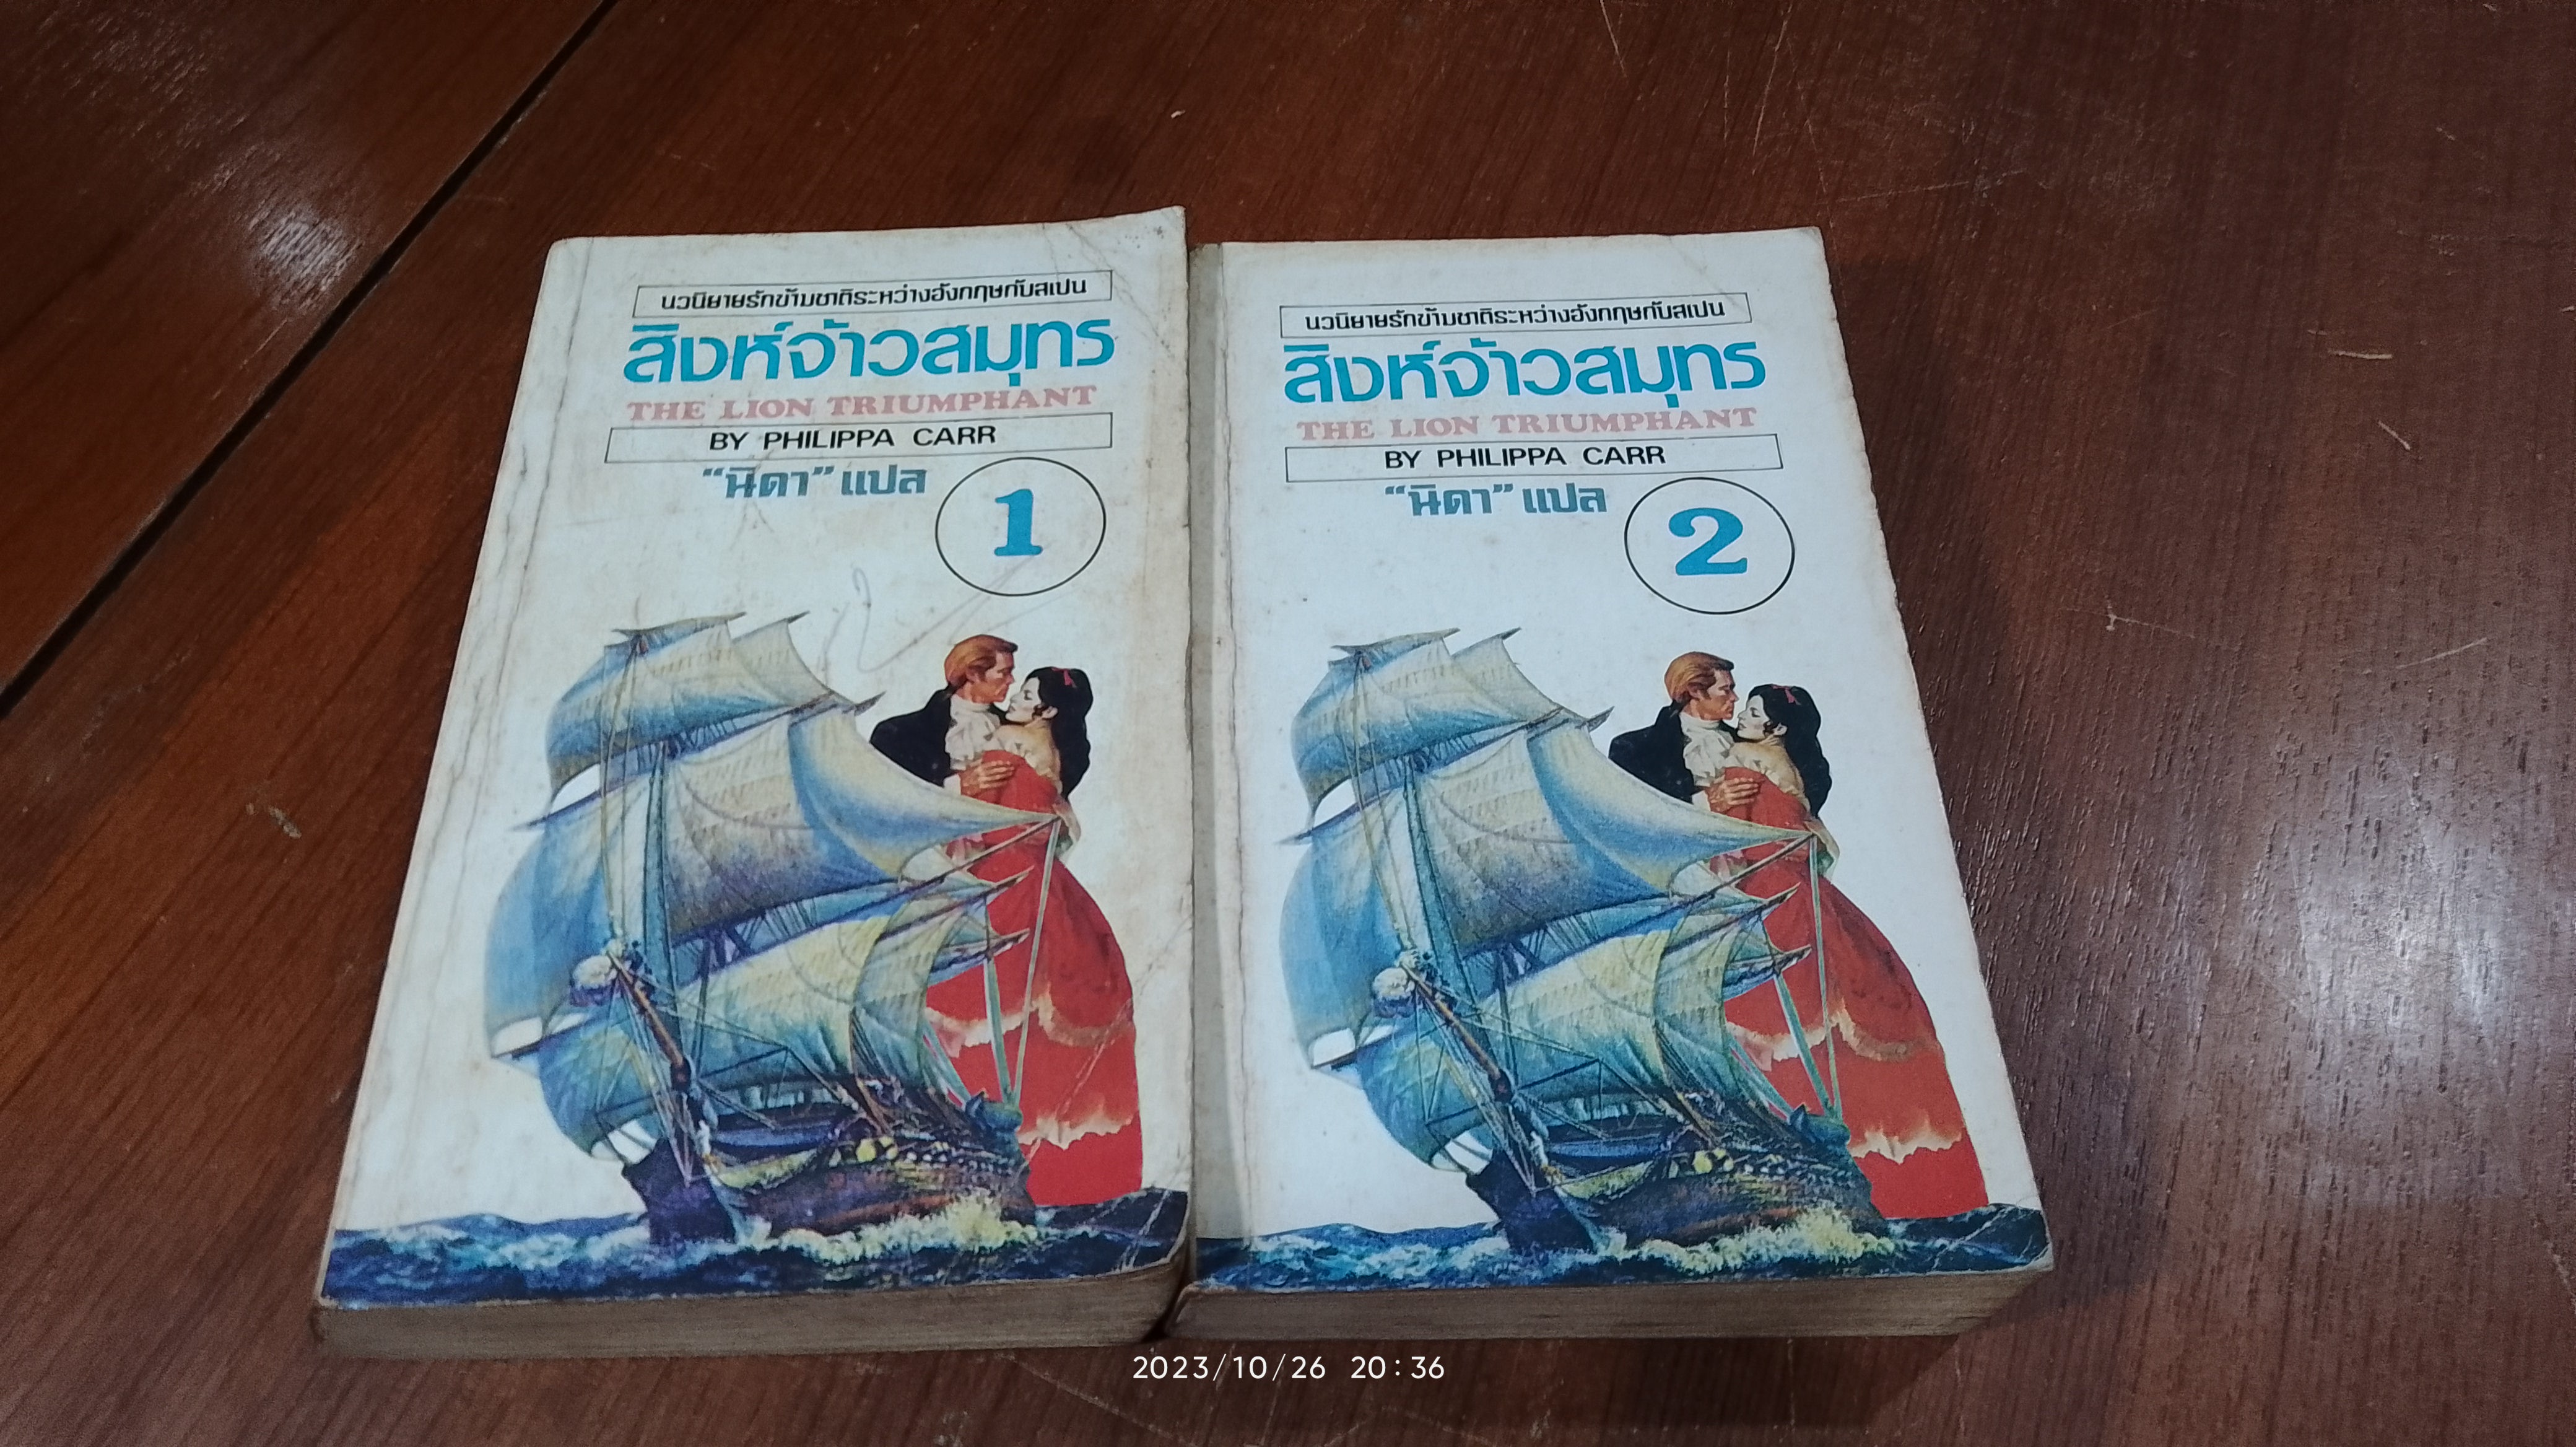 นวนิยายรักข้ามชาติระหว่างอังกฤษกับสเปน
สิงห์จ้าวสมุทร
THE LION TRIUMPHANT
BY PHILIPPA CARR
“นิดา” แปล
1
นวนิยายรักข้ามชาติระหว่างอังกฤษกับสเปน
สิงห์จ้าวสมุทร
THE LION TRIUMPHANT
BY PHILIPPA CARR
“นิดา” แปล
2
2023/10/26 20:36